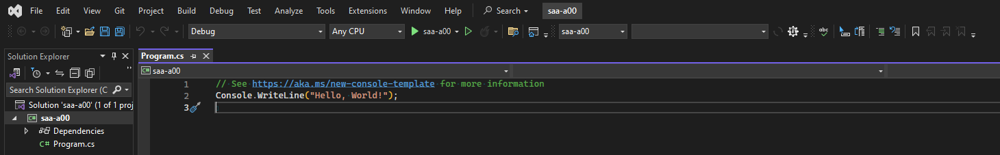 File Edit View Git Project Build Debug Test Analyze Tools Extensions Window Help Search saa-a00
Debug Any CPU saa-a00 saa-a00 abc
Solution Explorer
Search Solution Explorer (C
Solution 'saa-a00' (1 of 1 proj
C# saa-a00
Dependencies
C# Program.cs
Program.cs
C# saa-a00
1 // See https://aka.ms/new-console-template for more information
2 Console.WriteLine("Hello, World!");
3